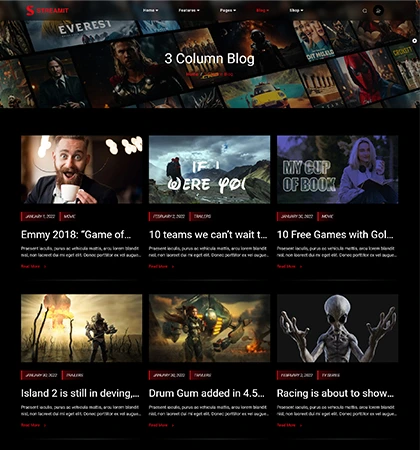 STREAMIT
Home
Features
Pages
Blog
Shop
EVEREST
3 Column Blog
IF I
WERE YOU
MY CUP
OF BOOK
JANUARY 1, 2022 MOVIE
FEBRUARY 1, 2022 TRAILERS
JANUARY 30, 2022 MOVIE
Emmy 2018: “Game of...
10 teams we can’t wait t...
10 Free Games with Gol...
Praesent iaculis, purus ac vehicula mattis, arcu lorem blandit
nisl, non laoreet dui mi eget elit. Donec porttitor ex vel augue...
Praesent iaculis, purus ac vehicula mattis, arcu lorem blandit
nisl, non laoreet dui mi eget elit. Donec porttitor ex vel augue...
Praesent iaculis, purus ac vehicula mattis, arcu lorem blandit
nisl, non laoreet dui mi eget elit. Donec porttitor ex vel augue...
Read More
Read More
Read More
JANUARY 30, 2022 TRAILERS
JANUARY 30, 2022 TRAILERS
FEBRUARY 3, 2022 TV SERIES
Island 2 is still in deving,...
Drum Gum added in 4.5...
Racing is about to show...
Praesent iaculis, purus ac vehicula mattis, arcu lorem blandit
nisl, non laoreet dui mi eget elit. Donec porttitor ex vel augue...
Praesent iaculis, purus ac vehicula mattis, arcu lorem blandit
nisl, non laoreet dui mi eget elit. Donec porttitor ex vel augue...
Praesent iaculis, purus ac vehicula mattis, arcu lorem blandit
nisl, non laoreet dui mi eget elit. Donec porttitor ex vel augue...
Read More
Read More
Read More